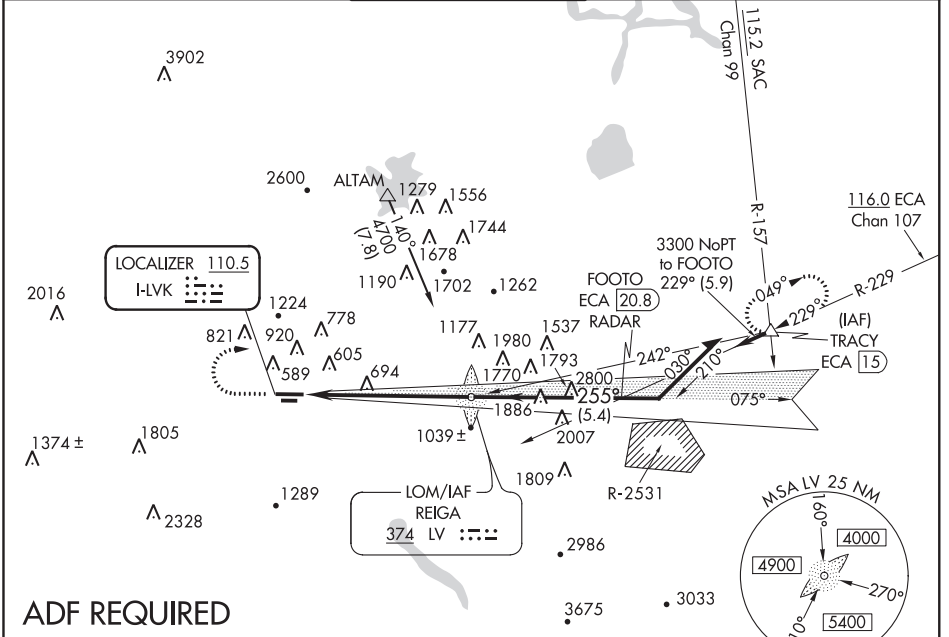 115.2 SAC
Chan 99
3902
2600
ALTAM
1279
1556
140°
4700
(7.8)
1744
1678
1190
1702
1262
R-157
116.0 ECA
Chan 107
3300 NoPT
to FOOTO
229° (5.9)
049°
229°
R-229
(IAF)
TRACY
ECA 15
LOCALIZER 110.5
I-LVK
2016
1224
778
821
920
589
605
694
FOOTO
ECA 20.8
RADAR
1177
1980
1537
1770
1793
242°
030°
210°
2800
255°
(5.4)
075°
1886
2007
1039 ±
1374 ±
1805
1809
R-2531
2328
1289
LOM/IAF
REIGA
374 LV
2986
3675
3033
MSA LV 25 NM
160°
4000
4900
270°
5400
10°
ADF REQUIRED